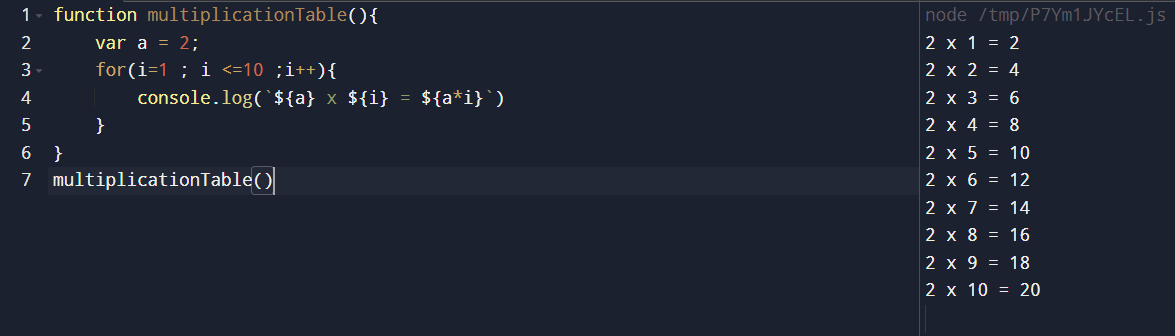 1 function multiplicationTable(){
2     var a = 2;
3     for(i=1 ; i <=10 ;i++){
4         console.log(`${a} x ${i} = ${a*i}`)
5     }
6 }
7 multiplicationTable()
node /tmp/P7Ym1JYcEL.js
2 x 1 = 2
2 x 2 = 4
2 x 3 = 6
2 x 4 = 8
2 x 5 = 10
2 x 6 = 12
2 x 7 = 14
2 x 8 = 16
2 x 9 = 18
2 x 10 = 20